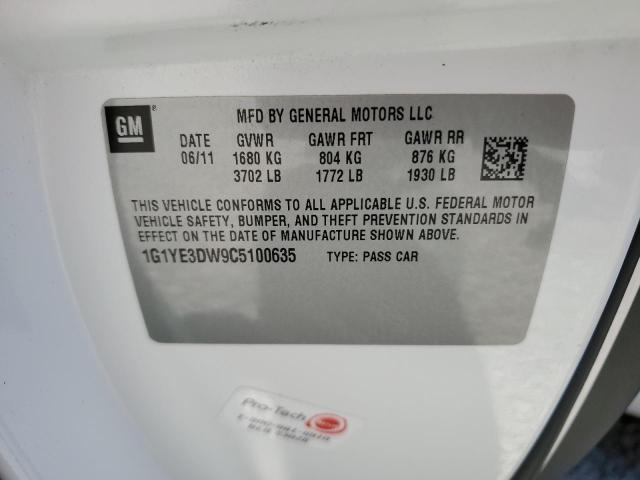 GM ®
MFD BY GENERAL MOTORS LLC
DATE GVWR GAWR FRT GAWR RR
06/11 1680 KG 804 KG 876 KG
3702 LB 1772 LB 1930 LB
THIS VEHICLE CONFORMS TO ALL APPLICABLE U.S. FEDERAL MOTOR
VEHICLE SAFETY, BUMPER, AND THEFT PREVENTION STANDARDS IN
EFFECT ON THE DATE OF MANUFACTURE SHOWN ABOVE.
1G1YE3DW9C5100635 TYPE: PASS CAR
Pro-Tech